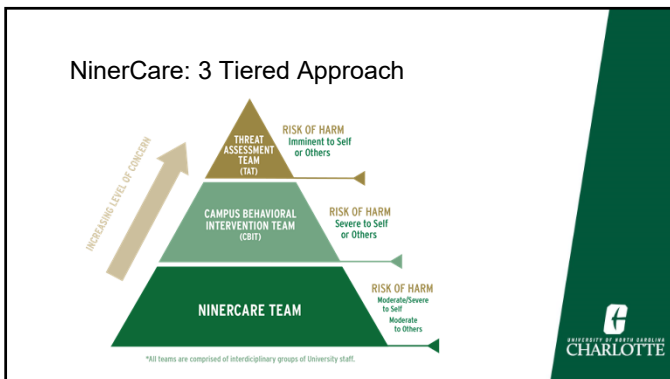 NinerCare: 3 Tiered Approach
INCREASING LEVEL OF CONCERN
THREAT
ASSESSMENT
TEAM
(TAT)
RISK OF HARM
Imminent to Self
or Others
CAMPUS BEHAVIORAL
INTERVENTION TEAM
(CBIT)
RISK OF HARM
Severe to Self
or Others
NINERCARE TEAM
RISK OF HARM
Moderate/Severe
to Self
Moderate
to Others
*All teams are comprised of interdisciplinary groups of University staff.
UNIVERSITY OF NORTH CAROLINA
CHARLOTTE